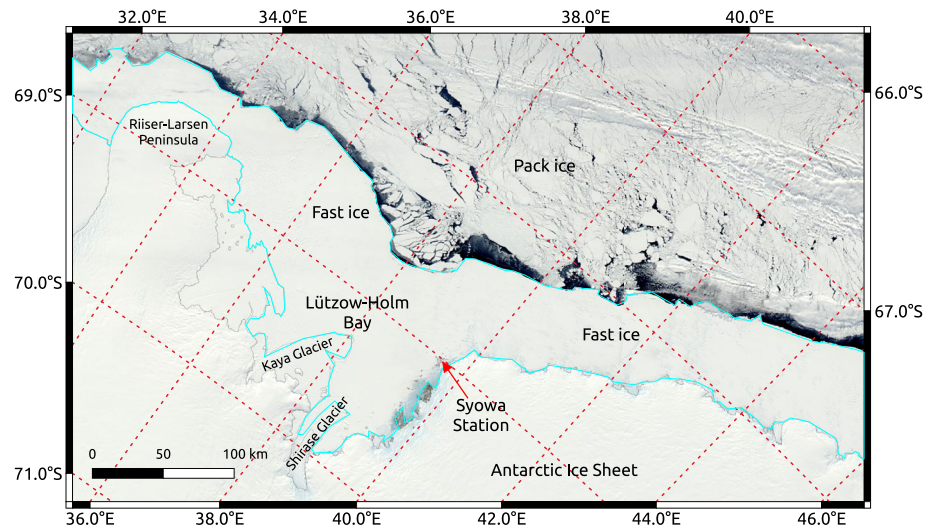 32.0°E 34.0°E 36.0°E 38.0°E 40.0°E
69.0°S
66.0°S
Riiser-Larsen
Peninsula
Pack ice
Fast ice
70.0°S
Lützow-Holm
Bay
67.0°S
Fast ice
Kaya Glacier
Syowa
Station
Shirase Glacier
0 50 100 km
71.0°S
Antarctic Ice Sheet
36.0°E 38.0°E 40.0°E 42.0°E 44.0°E 46.0°E